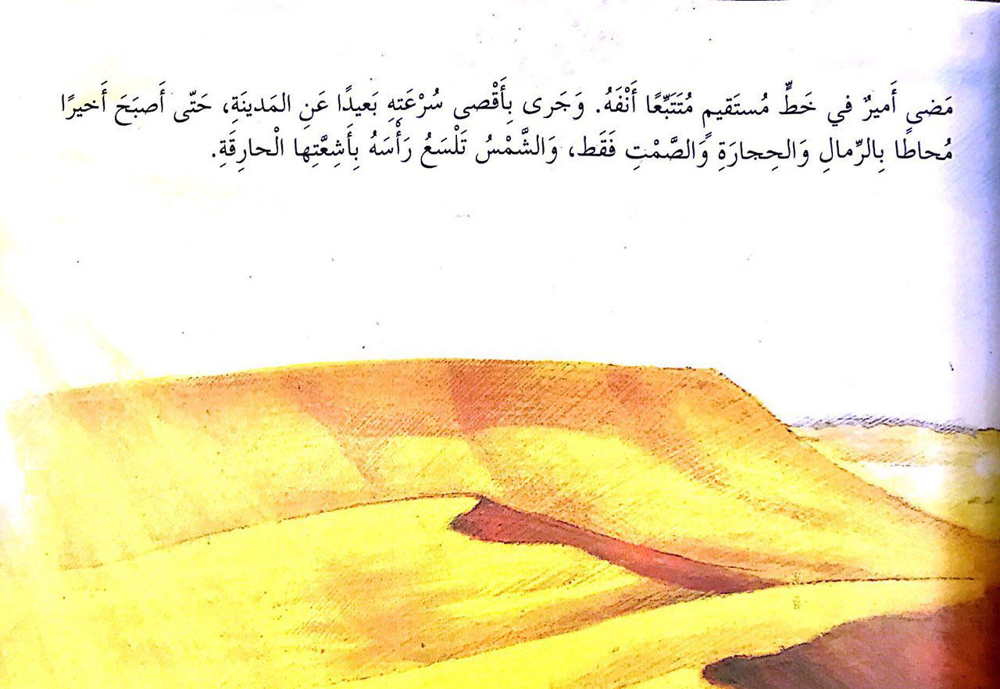 مَضى أَميرٌ في خَطٍّ مُستَقيمٍ مُتَتَبِّعًا أَنْفَهُ. وَجَرى بِأَقْصى سُرْعَتِهِ بَعيدًا عَنِ المَدينَةِ، حَتّى أَصبَحَ أَخيرًا
مُحاطًا بِالرِّمالِ وَالحِجارَةِ وَالصَّمْتِ فَقَط، وَالشَّمْسُ تَلْسَعُ رَأْسَهُ بِأَشِعَّتِها الْحارِقَةِ.